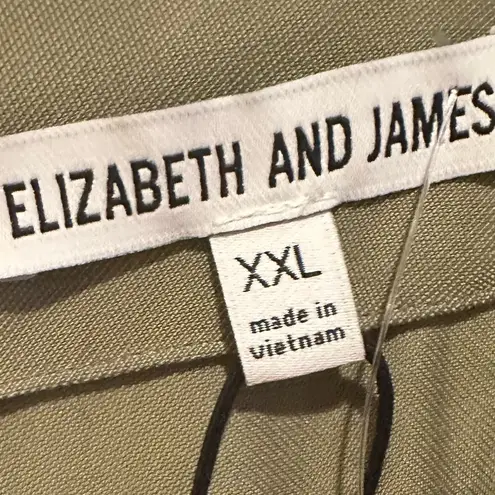 ELIZABETH AND JAMES
XXL
made in
vietnam